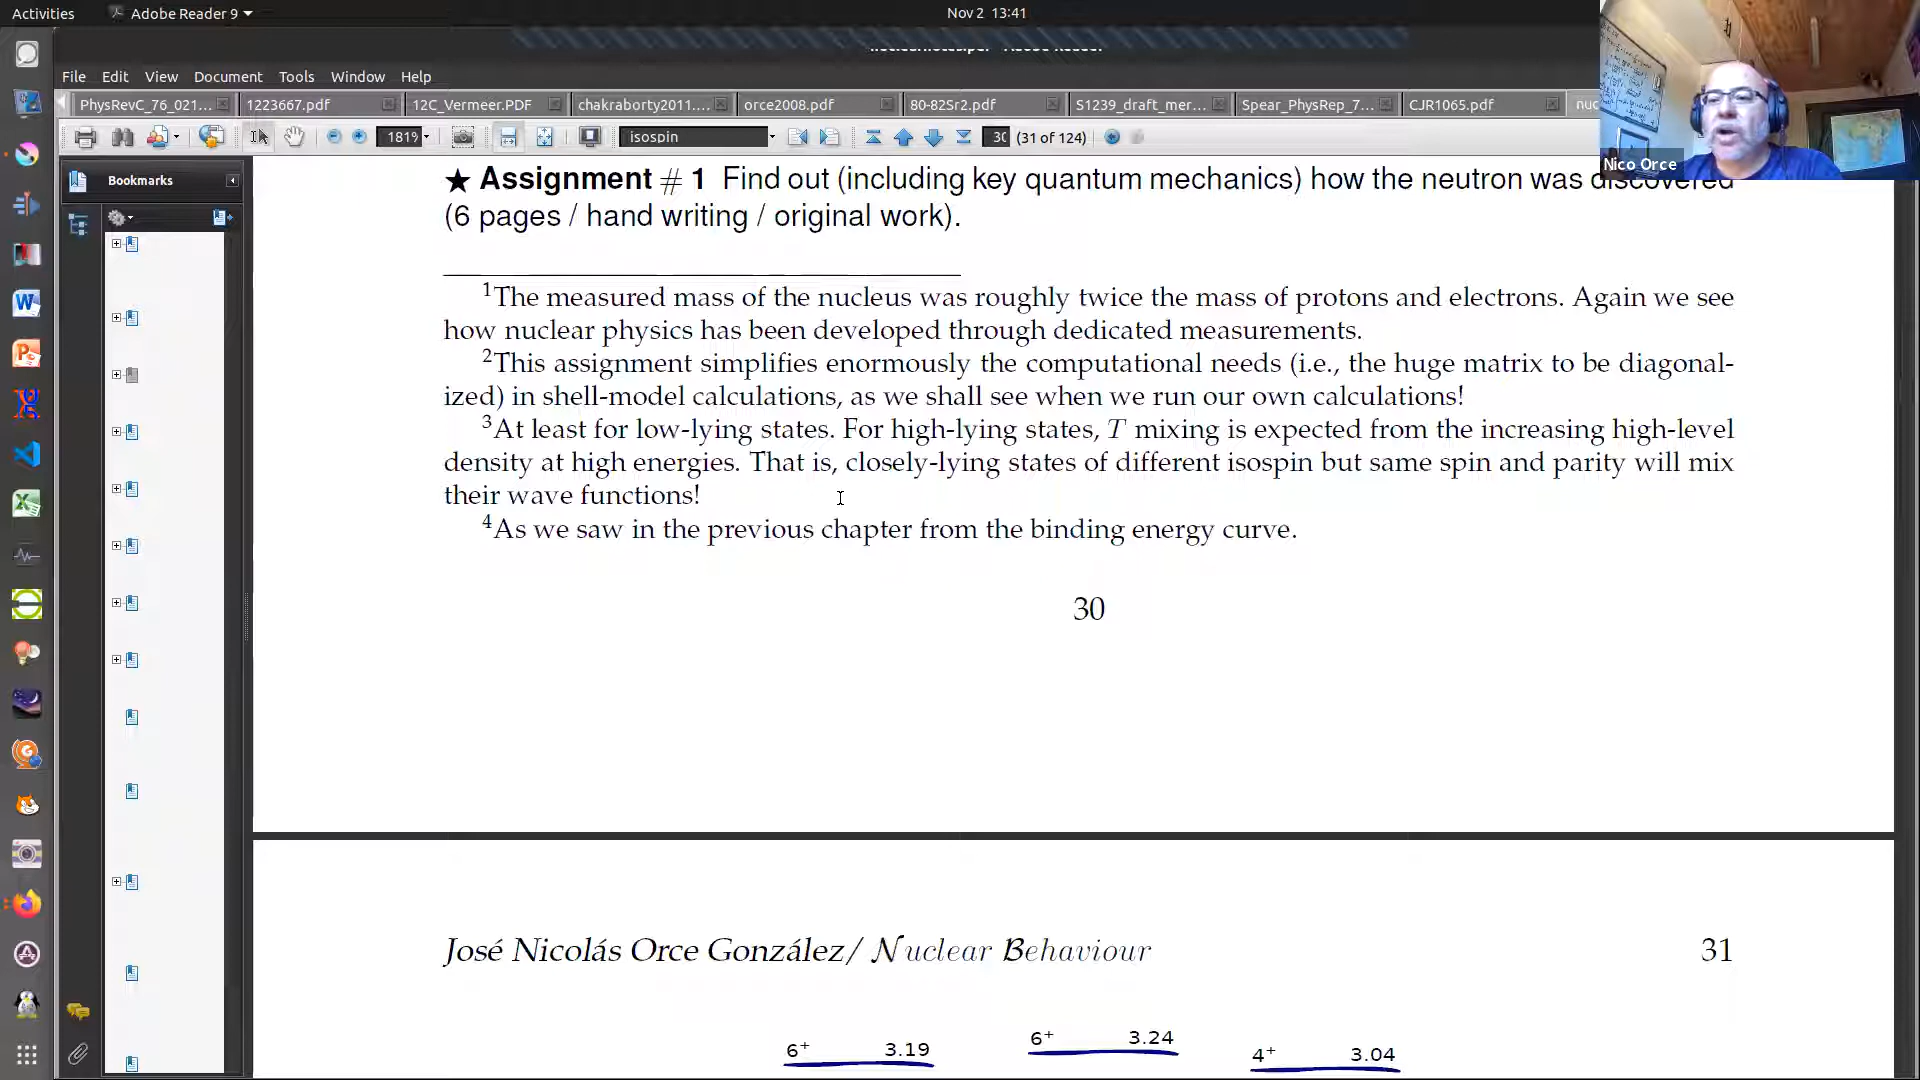 Activities
Adobe Reader 9
Nov 2 13:41
File Edit View Document Tools Window Help
PhysRevC_76_021... 1223667.pdf 12C_Vermeer.PDF chakraborty2011.... orce2008.pdf 80-82Sr2.pdf S1239_draft_mer... Spear_PhysRep_7... CJR1065.pdf nuc
1819 isospin 30 (31 of 124)
Nico Orce
Bookmarks
★ Assignment # 1 Find out (including key quantum mechanics) how the neutron was discovered
(6 pages / hand writing / original work).
1The measured mass of the nucleus was roughly twice the mass of protons and electrons. Again we see
how nuclear physics has been developed through dedicated measurements.
2This assignment simplifies enormously the computational needs (i.e., the huge matrix to be diagonal-
ized) in shell-model calculations, as we shall see when we run our own calculations!
3At least for low-lying states. For high-lying states, T mixing is expected from the increasing high-level
density at high energies. That is, closely-lying states of different isospin but same spin and parity will mix
their wave functions!
4As we saw in the previous chapter from the binding energy curve.
30
José Nicolás Orce González/ Nuclear Behaviour 31
6+ 3.19 6+ 3.24 4+ 3.04